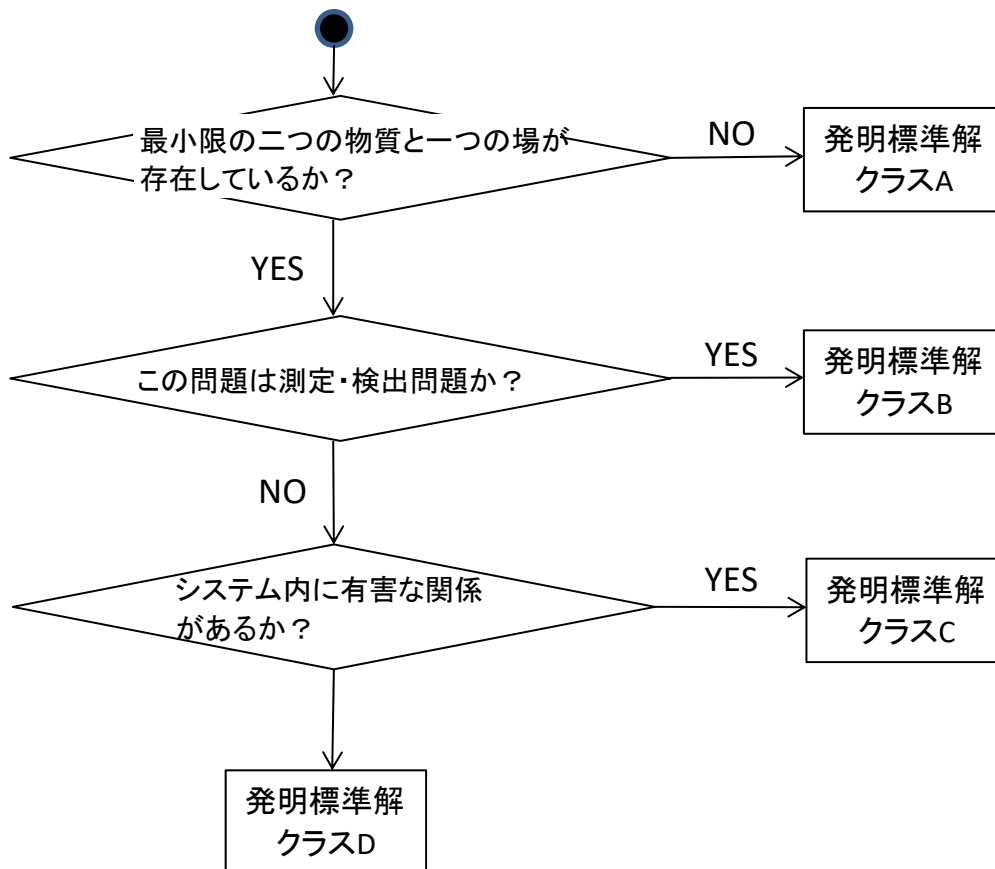 最小限の二つの物質と一つの場が
存在しているか？
NO
発明標準解
クラスA
YES
この問題は測定・検出問題か？
YES
発明標準解
クラスB
NO
システム内に有害な関係
があるか？
YES
発明標準解
クラスC
発明標準解
クラスD